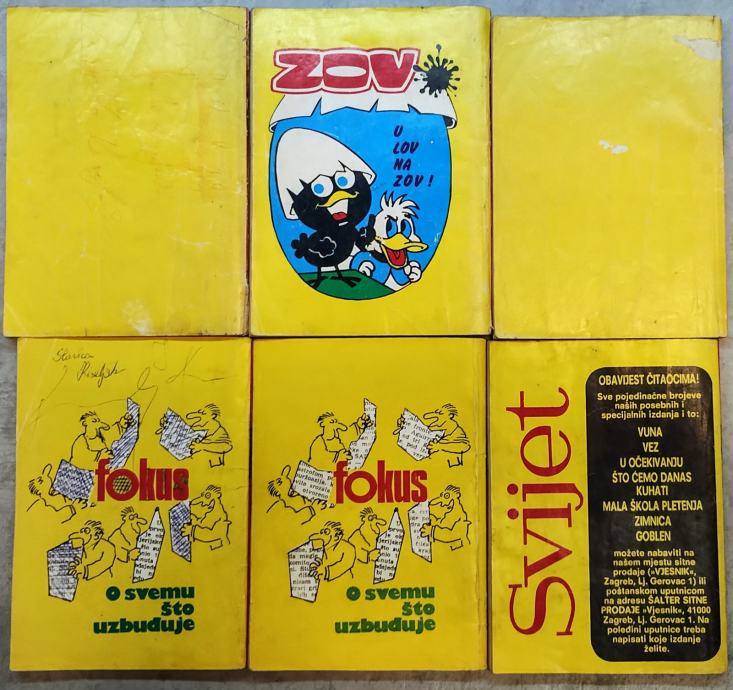 ZOV
U
LOV
NA
ZOV!
Slavica
fokus
O svemu
što
uzbuđuje
fokus
O svemu
što
uzbuđuje
Svijet
OBAVIJEST ČITAOCIMA!
Sve pojedinačne brojeve
naših posebnih i
specijalnih izdanja i to:
VUNA
VEZ
U OČEKIVANJU
ŠTO ĆEMO DANAS
KUHATI
MALA ŠKOLA PLETENJA
ZIMNICA
GOBLEN
možete nabaviti na
našem mjestu sitne
prodaje (»VJESNIK«,
Zagreb, Lj. Gerovac 1) ili
poštanskom uputnicom
na adresu ŠALTER SITNE
PRODAJE »Vjesnik«, 41000
Zagreb, Lj. Gerovac 1. Na
poleđini uputnice treba
napisati koje izdanje
želite.